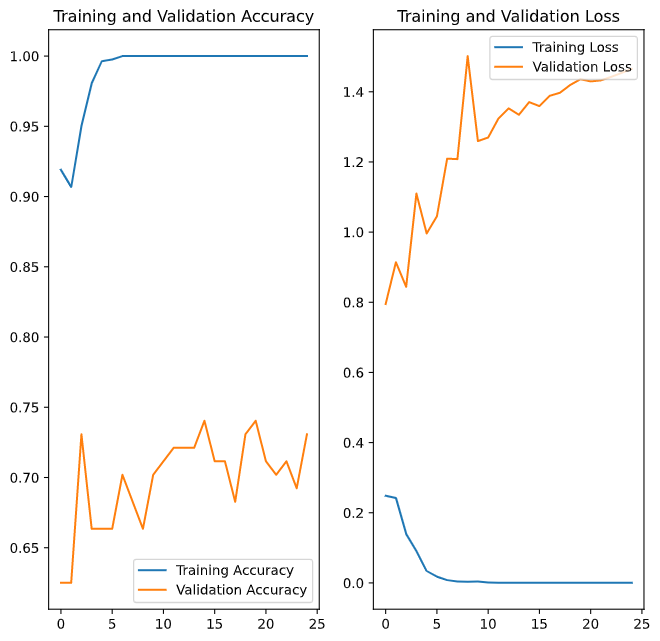 Training and Validation Accuracy
1.00
0.95
0.90
0.85
0.80
0.75
0.70
0.65
Training Accuracy
Validation Accuracy
0 5 10 15 20 25
Training and Validation Loss
Training Loss
Validation Loss
1.4
1.2
1.0
0.8
0.6
0.4
0.2
0.0
0 5 10 15 20 25